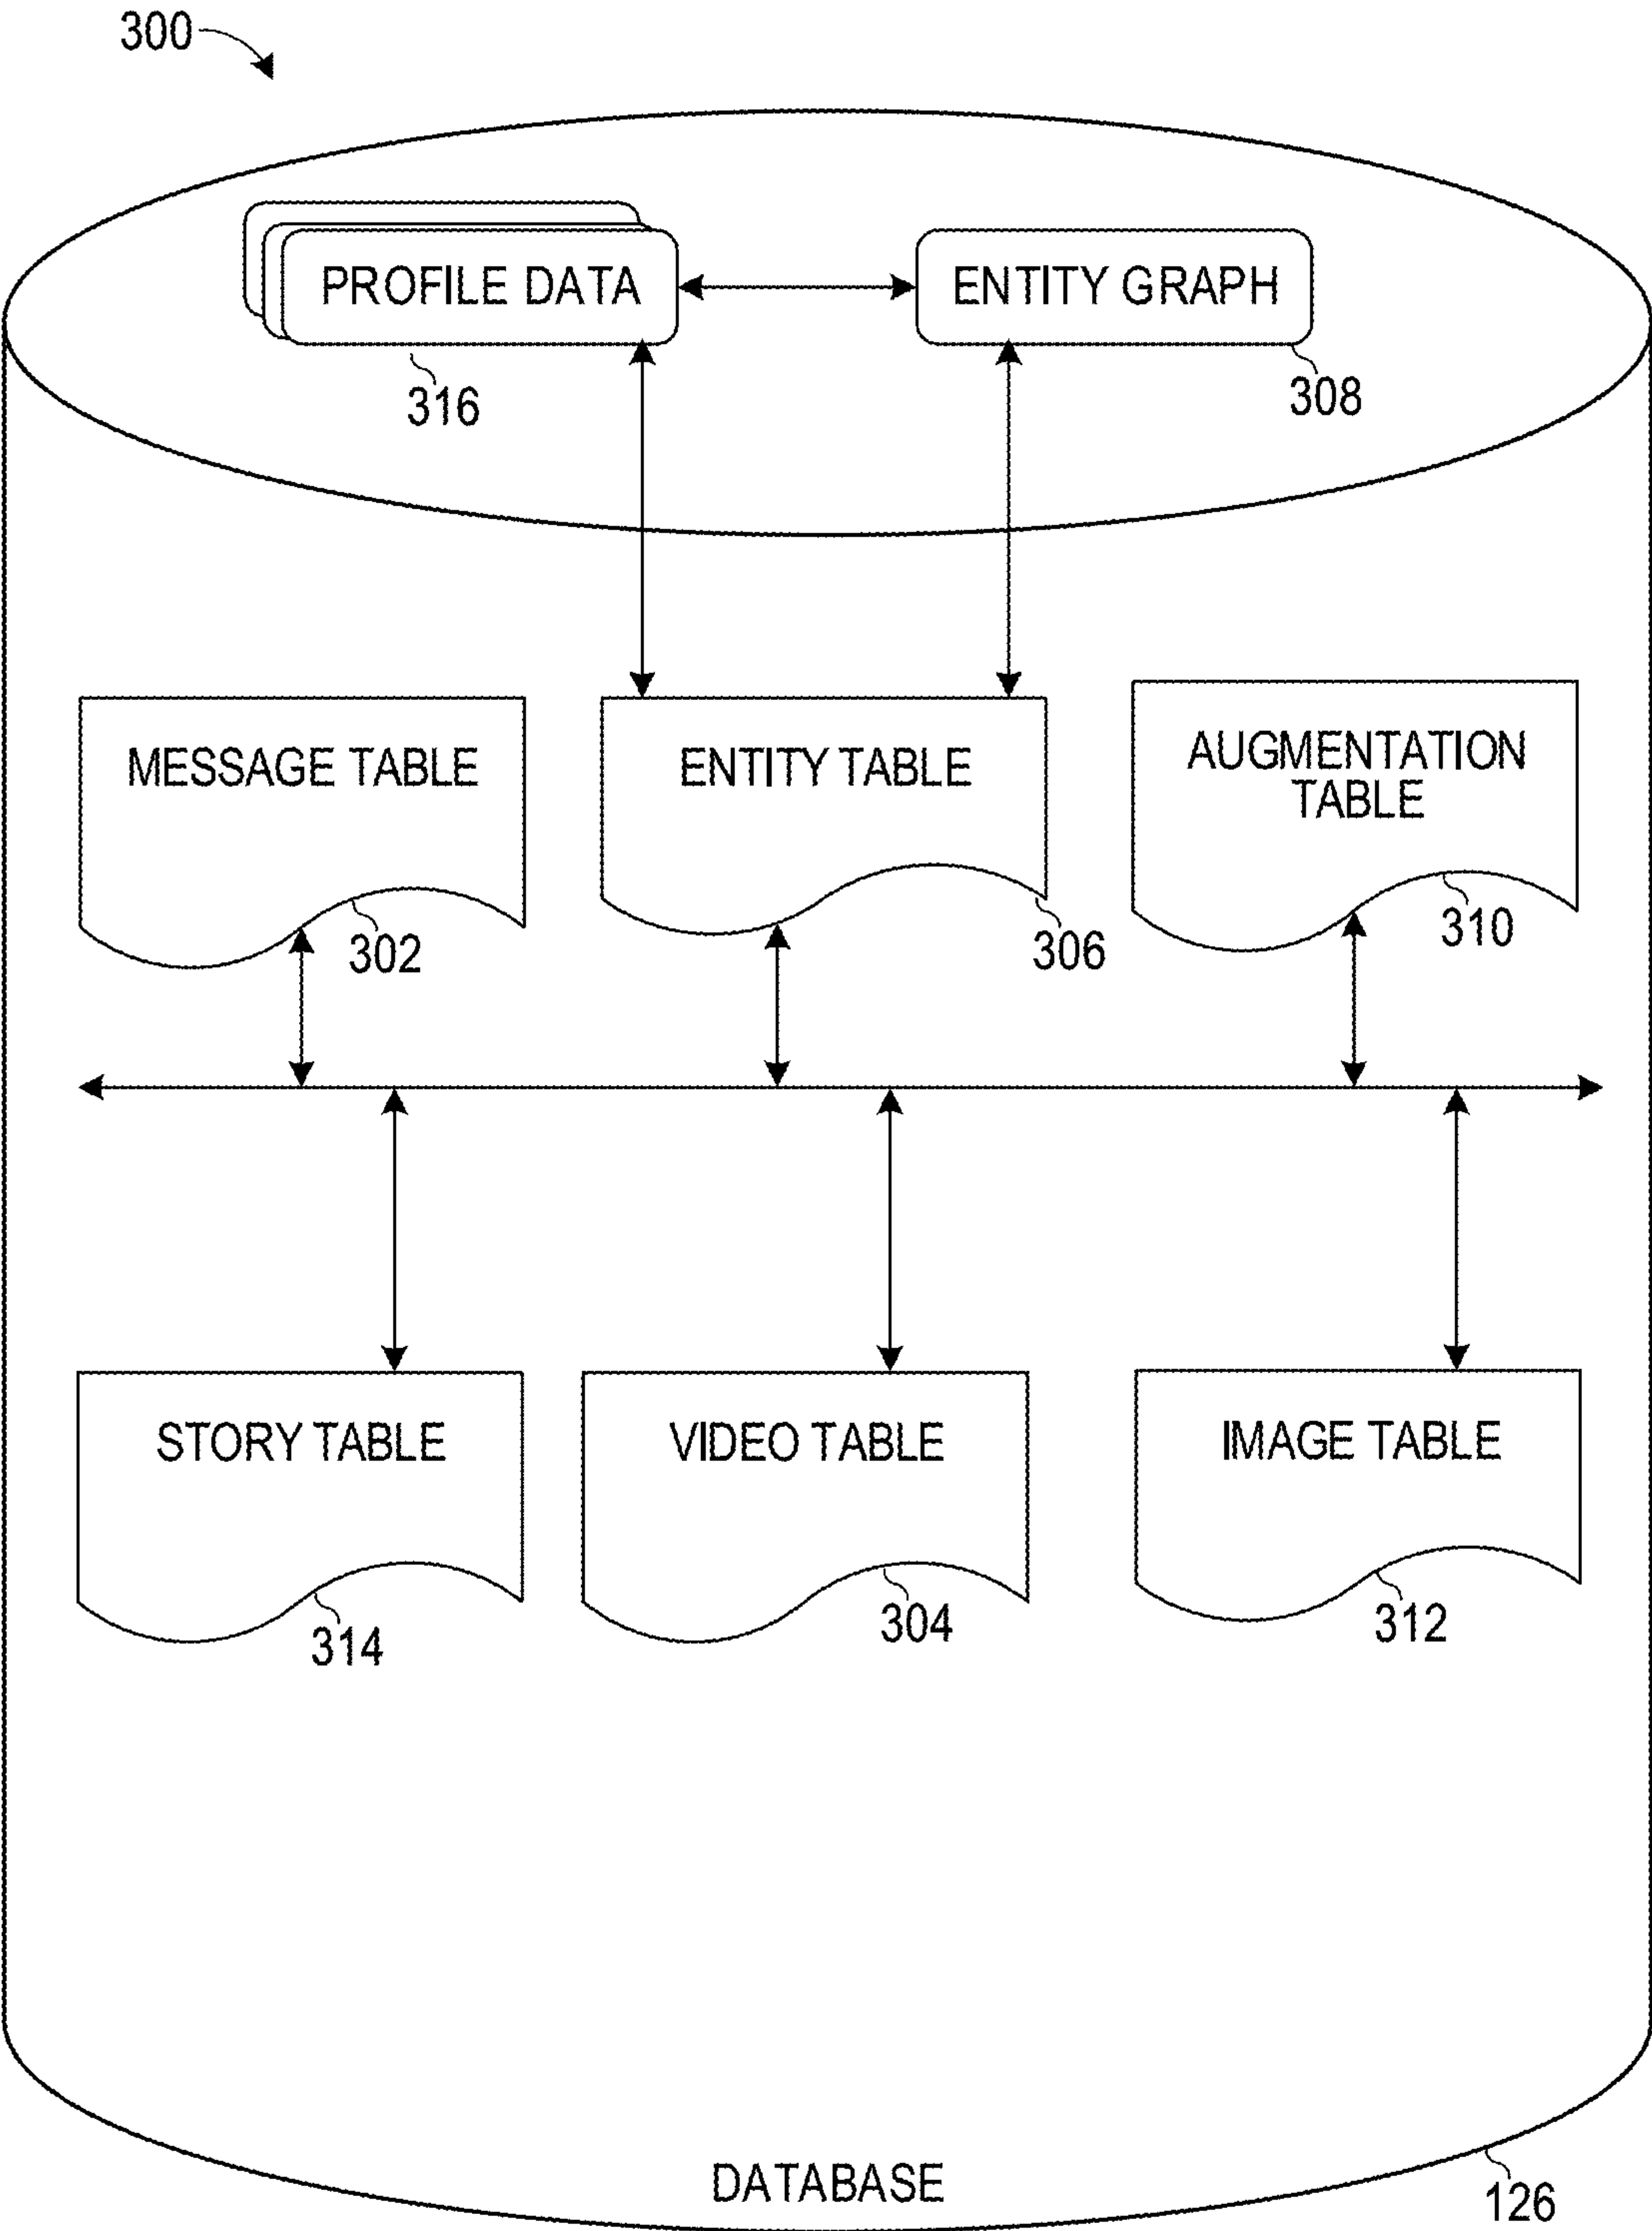 300
PROFILE DATA
ENTITY GRAPH
316
308
MESSAGE TABLE
ENTITY TABLE
AUGMENTATION
TABLE
302
306
310
STORY TABLE
VIDEO TABLE
IMAGE TABLE
314
304
312
DATABASE
126